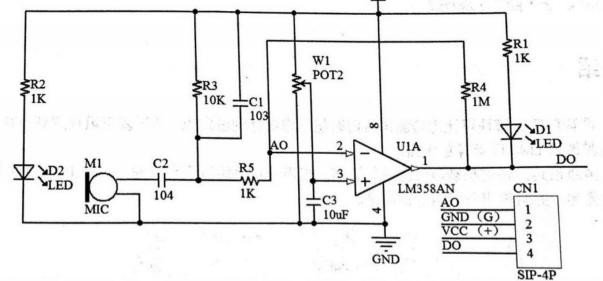 R2
1K
R3
10K
C1
103
W1
POT2
R1
1K
R4
1M
D1
LED
DO
8
U1A
AO
2
1
3
LM358AN
4
D2
LED
M1
MIC
C2
104
R5
1K
C3
10uF
GND
CN1
AO 1
GND (G) 2
VCC (+) 3
DO 4
SIP-4P